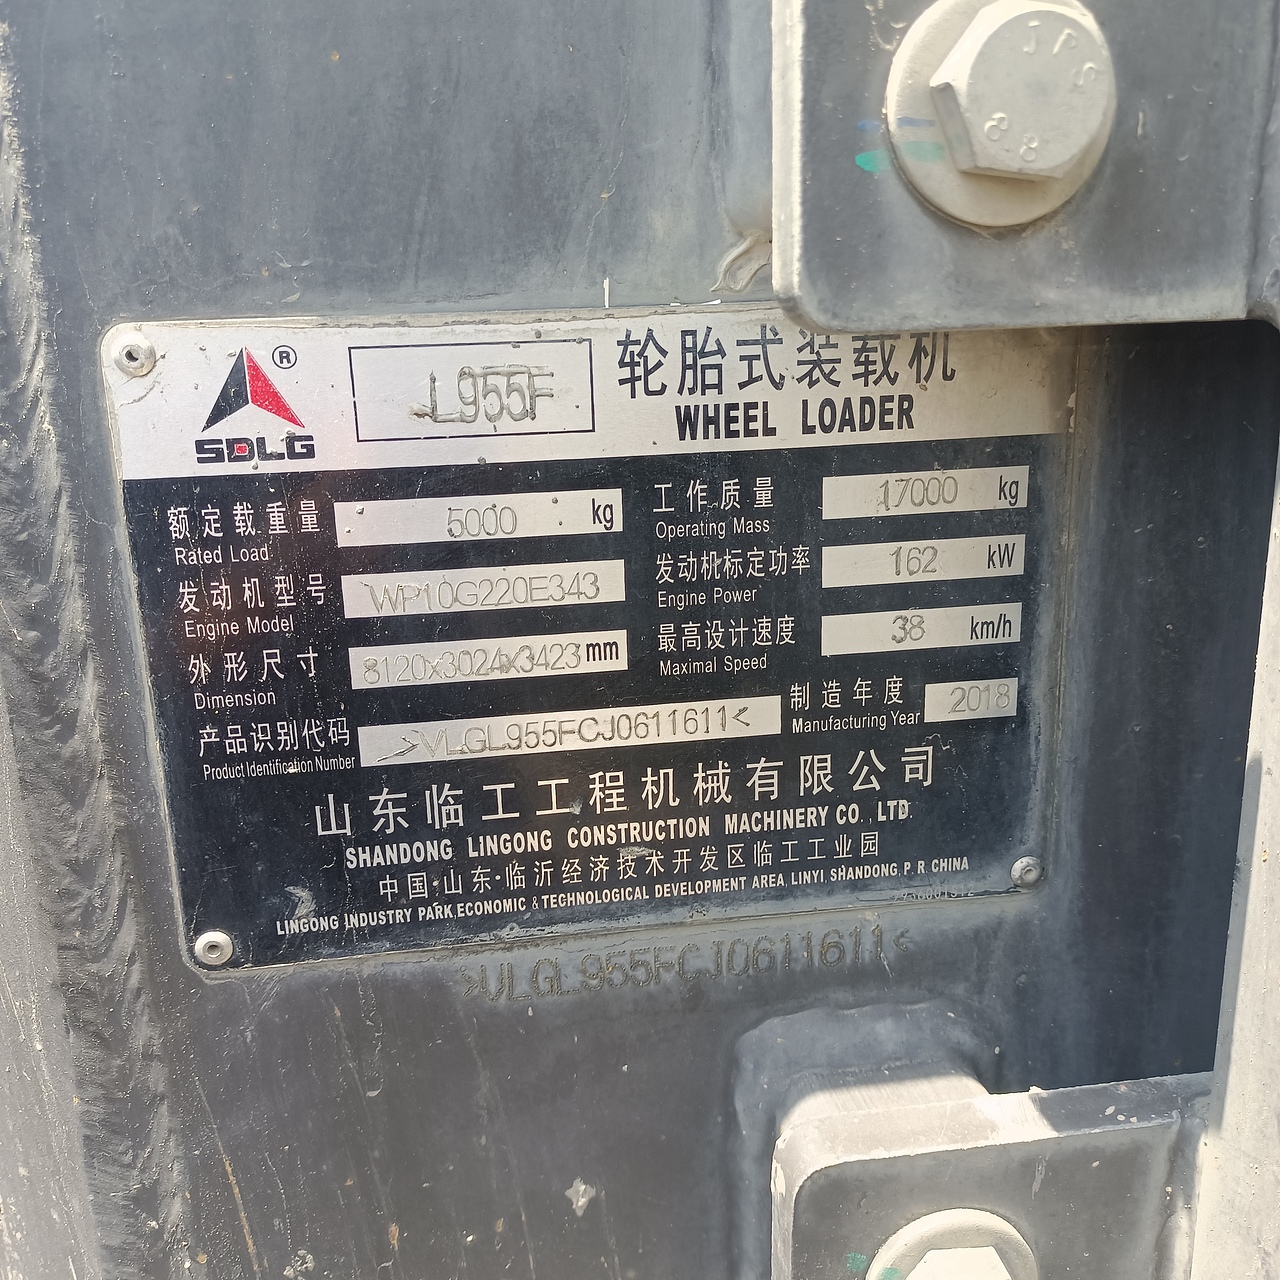 JPS
8.8
®
SDLG
L955F
轮胎式装载机
WHEEL LOADER
额定载重量 5000 kg
Rated Load
工作质量 17000 kg
Operating Mass
发动机型号 WP10G220E343
Engine Model
发动机标定功率 162 kW
Engine Power
外形尺寸 8120x3024x3423 mm
Dimension
最高设计速度 38 km/h
Maximal Speed
产品识别代码 >VLGL955FCJ0611611<
Product Identification Number
制造年度 2018
Manufacturing Year
山东临工工程机械有限公司
SHANDONG LINGONG CONSTRUCTION MACHINERY CO., LTD.
中国·山东·临沂经济技术开发区临工工业园
LINGONG INDUSTRY PARK,ECONOMIC & TECHNOLOGICAL DEVELOPMENT AREA, LINYI, SHANDONG, P. R. CHINA
>VLGL955FCJ0611611<